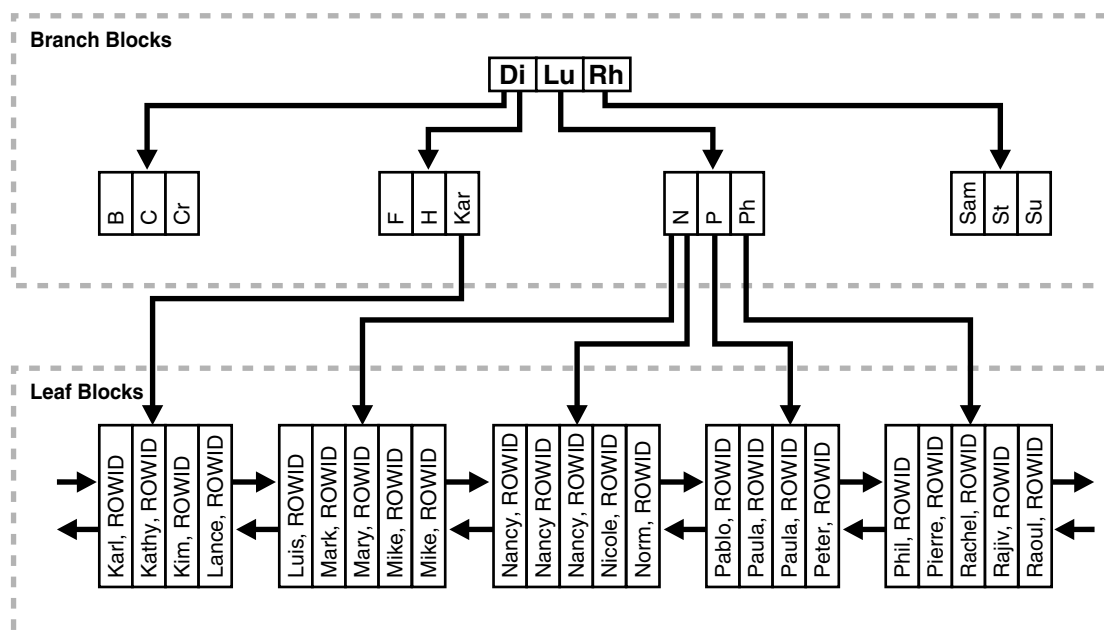 Branch Blocks
Di Lu Rh
B
C
Cr
F
H
Kar
N
P
Ph
Sam
St
Su
Leaf Blocks
Karl, ROWID
Kathy, ROWID
Kim, ROWID
Lance, ROWID
Luis, ROWID
Mark, ROWID
Mary, ROWID
Mike, ROWID
Mike, ROWID
Nancy, ROWID
Nancy ROWID
Nancy, ROWID
Nicole, ROWID
Norm, ROWID
Pablo, ROWID
Paula, ROWID
Paula, ROWID
Peter, ROWID
Phil, ROWID
Pierre, ROWID
Rachel, ROWID
Rajiv, ROWID
Raoul, ROWID